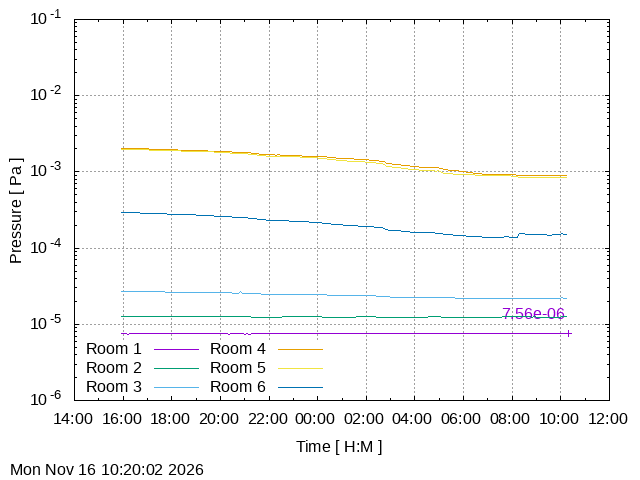 10^-1
10^-2
10^-3
10^-4
10^-5
10^-6
Pressure [ Pa ]
7.56e-06
Room 1 Room 4
Room 2 Room 5
Room 3 Room 6
14:00 16:00 18:00 20:00 22:00 00:00 02:00 04:00 06:00 08:00 10:00 12:00
Time [ H:M ]
Mon Nov 16 10:20:02 2026